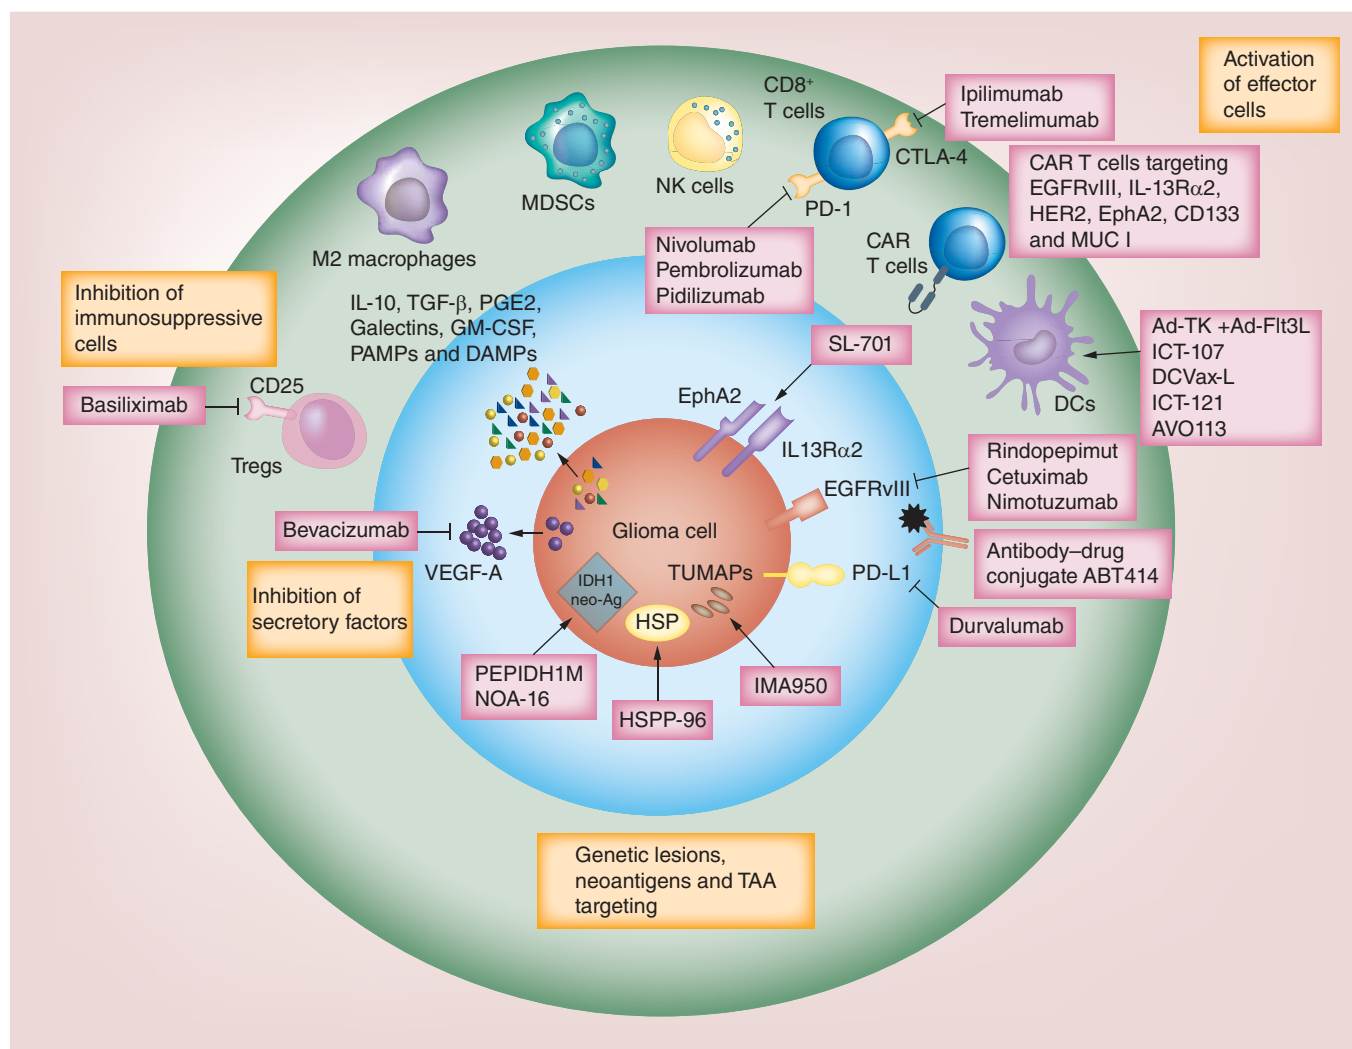 Activation
of effector
cells
CD8+
T cells
Ipilimumab
Tremelimumab
CTLA-4
NK cells
MDSCs
PD-1
CAR T cells targeting
EGFRvIII, IL-13Rα2,
HER2, EphA2, CD133
and MUC I
M2 macrophages
Nivolumab
Pembrolizumab
Pidilizumab
CAR
T cells
Inhibition of
immunosuppressive
cells
IL-10, TGF-β, PGE2,
Galectins, GM-CSF,
PAMPs and DAMPs
SL-701
Ad-TK +Ad-Flt3L
ICT-107
DCVax-L
ICT-121
AVO113
DCs
Basiliximab
CD25
Tregs
EphA2
IL13Rα2
EGFRvIII
Rindopepimut
Cetuximab
Nimotuzumab
Bevacizumab
VEGF-A
Glioma cell
Antibody–drug
conjugate ABT414
IDH1
neo-Ag
TUMAPs
PD-L1
Inhibition of
secretory factors
HSP
Durvalumab
PEPIDH1M
NOA-16
HSPP-96
IMA950
Genetic lesions,
neoantigens and TAA
targeting